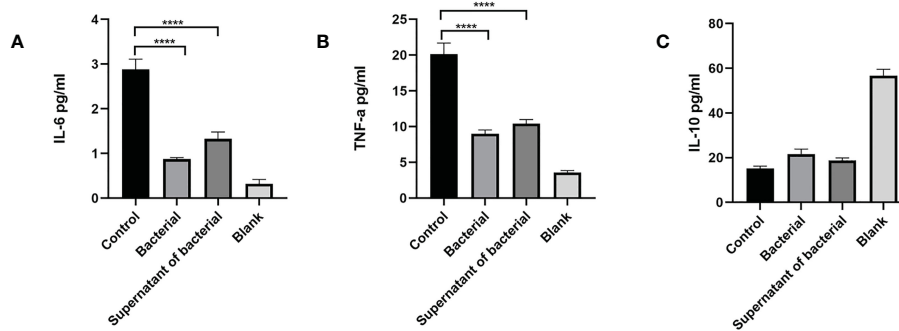 A
IL-6 pg/ml
4
3
2
1
0
****
****
Control
Bacterial
Supernatant of bacterial
Blank
B
TNF-a pg/ml
25
20
15
10
5
0
****
****
Control
Bacterial
Supernatant of bacterial
Blank
C
IL-10 pg/ml
80
60
40
20
0
Control
Bacterial
Supernatant of bacterial
Blank